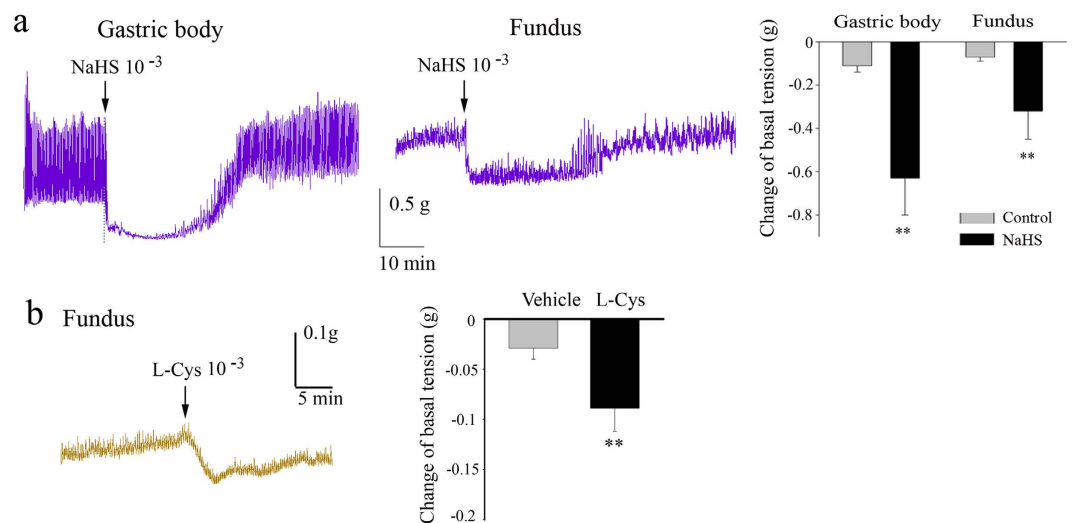 a
Gastric body
NaHS 10 -3
Fundus
NaHS 10 -3
0.5 g
10 min
Change of basal tension (g)
Gastric body Fundus
0
-0.2
-0.4
-0.6
-0.8
**
**
Control
NaHS
b
Fundus
L-Cys 10 -3
0.1g
5 min
Change of basal tension (g)
Vehicle L-Cys
0
-0.05
-0.1
-0.15
-0.2
**